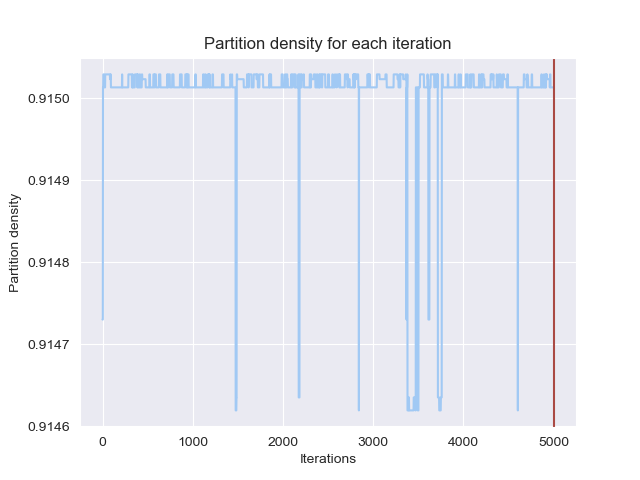 Partition density for each iteration
Partition density
0.9150
0.9149
0.9148
0.9147
0.9146
0 1000 2000 3000 4000 5000
Iterations